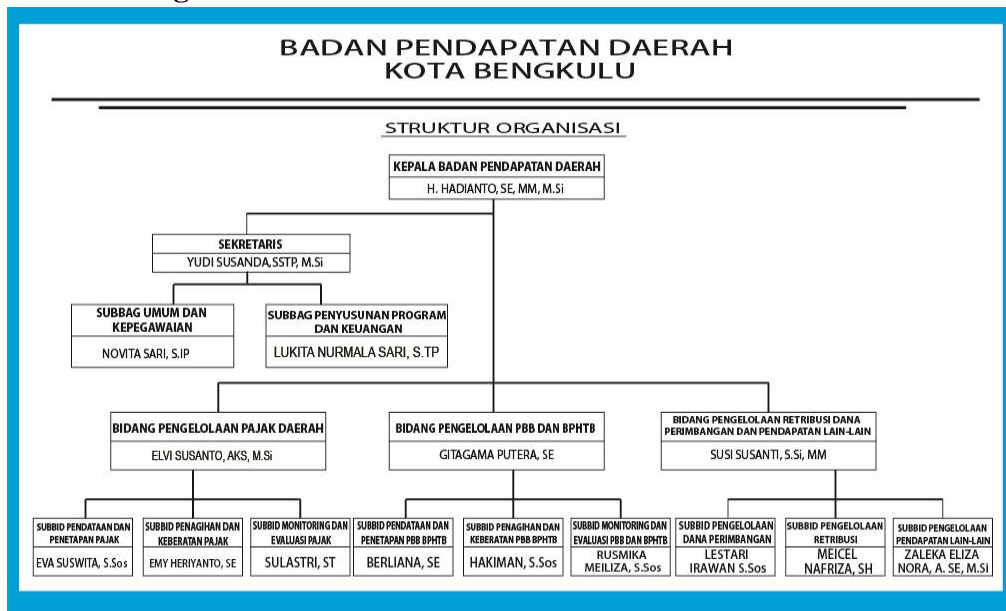 BADAN PENDAPATAN DAERAH
KOTA BENGKULU
STRUKTUR ORGANISASI
KEPALA BADAN PENDAPATAN DAERAH
H. HADIANTO, SE, MM, M.Si
SEKRETARIS
YUDI SUSANDA,SSTP, M.Si
SUBBAG UMUM DAN
KEPEGAWAIAN
NOVITA SARI, S.IP
SUBBAG PENYUSUNAN PROGRAM
DAN KEUANGAN
LUKITA NURMALA SARI, S.TP
BIDANG PENGELOLAAN PAJAK DAERAH
ELVI SUSANTO, AKS, M.Si
BIDANG PENGELOLAAN PBB DAN BPHTB
GITAGAMA PUTERA, SE
BIDANG PENGELOLAAN RETRIBUSI DANA
PERIMBANGAN DAN PENDAPATAN LAIN-LAIN
SUSI SUSANTI, S.Si, MM
SUBBID PENDATAAN DAN
PENETAPAN PAJAK
EVA SUSWITA, S.Sos
SUBBID PENAGIHAN DAN
KEBERATAN PAJAK
EMY HERIYANTO, SE
SUBBID MONITORING DAN
EVALUASI PAJAK
SULASTRI, ST
SUBBID PENDATAAN DAN
PENETAPAN PBB BPHTB
BERLIANA, SE
SUBBID PENAGIHAN DAN
KEBERATAN PBB BPHTB
HAKIMAN, S.Sos
SUBBID MONITORING DAN
EVALUASI PBB DAN BPHTB
RUSMIKA
MEILIZA, S.Sos
SUBBID PENGELOLAAN
DANA PERIMBANGAN
LESTARI
IRAWAN S.Sos
SUBBID PENGELOLAAN
RETRIBUSI
MEICEL
NAFRIZA, SH
SUBBID PENGELOLAAN
PENDAPATAN LAIN-LAIN
ZALEKA ELIZA
NORA, A. SE, M.Si